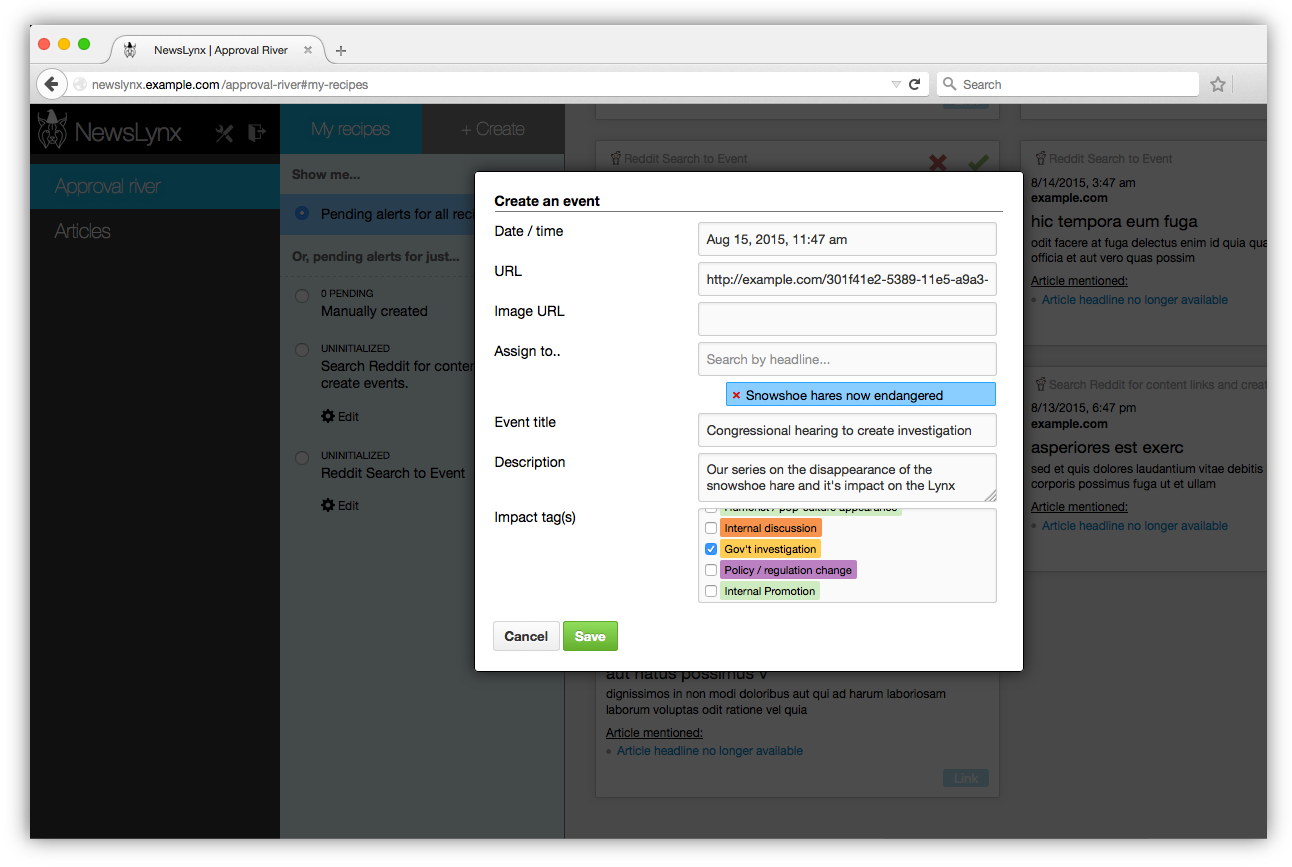 NewsLynx | Approval River
newslynx.example.com/approval-river#my-recipes
Search
NewsLynx
My recipes
+ Create
Approval river
Articles
Show me...
Pending alerts for all
Or, pending alerts for just...
0 PENDING
Manually created
UNINITIALIZED
Search Reddit for
create events.
Edit
UNINITIALIZED
Reddit Search to Event
Edit
Reddit Search to Event
Create an event
Date / time
Aug 15, 2015, 11:47 am
URL
http://example.com/301f41e2-5389-11e5-a9a3-
Image URL
Assign to..
Search by headline...
Snowshoe hares now endangered
Event title
Congressional hearing to create investigation
Description
Our series on the disappearance of the
snowshoe hare and it's impact on the Lynx
Impact tag(s)
Internal discussion
Gov't investigation
Policy / regulation change
Internal Promotion
Cancel
Save
aut natus possimus v
dignissimos in non modi doloribus aut qui ad harum laboriosam
laborum voluptas odit ratione vel quia
Article mentioned:
Article headline no longer available
Link
Reddit Search to Event
8/14/2015, 3:47 am
example.com
hic tempora eum fuga
odit facere at fuga delectus enim id quia
officia et aut vero quas possim
Article mentioned:
Article headline no longer available
Search Reddit for content links and
8/13/2015, 6:47 pm
example.com
asperiores est exerc
sed et quis dolores laudantium vitae debitis
corporis possimus fuga ut et ullam
Article mentioned:
Article headline no longer available